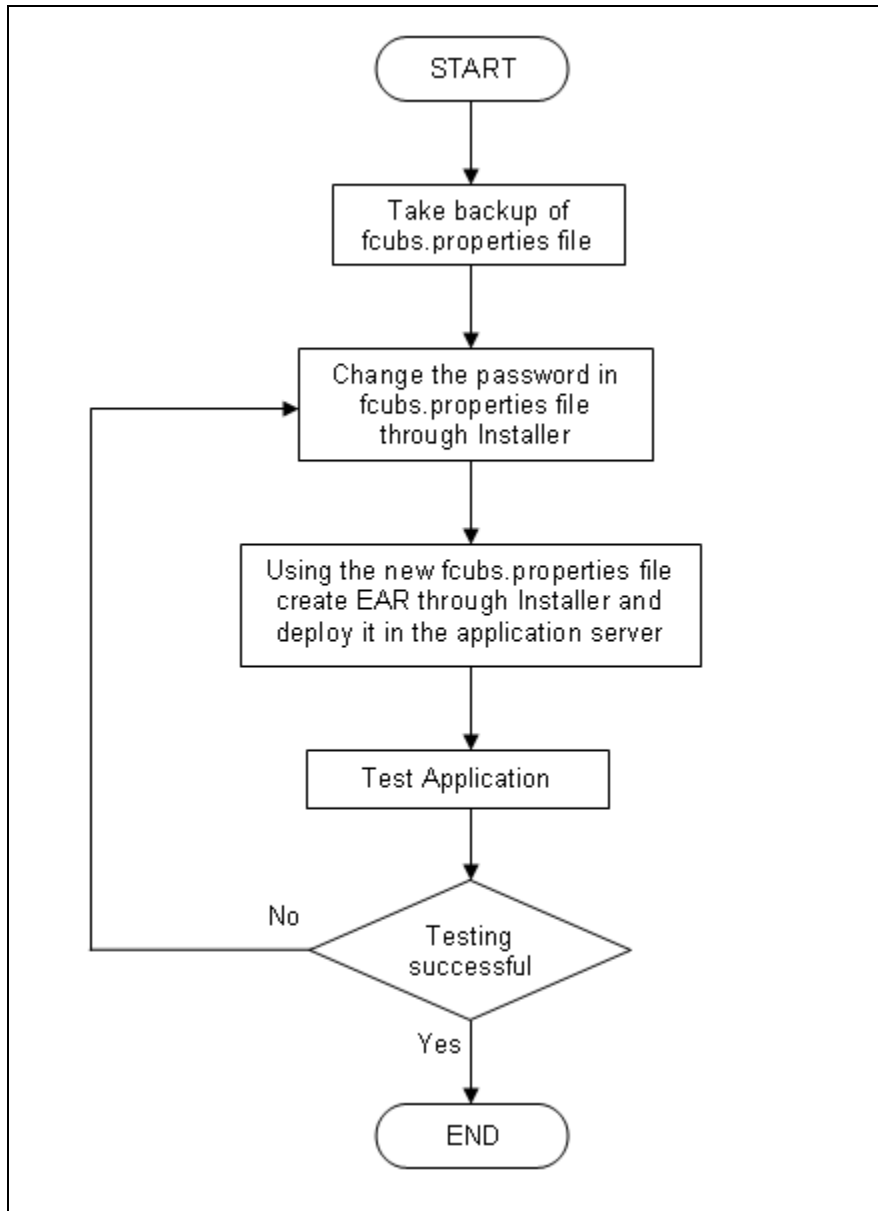 START
Take backup of
fcubs.properties file
Change the password in
fcubs.properties file
through Installer
Using the new fcubs.properties file
create EAR through Installer and
deploy it in the application server
Test Application
No
Testing
successful
Yes
END